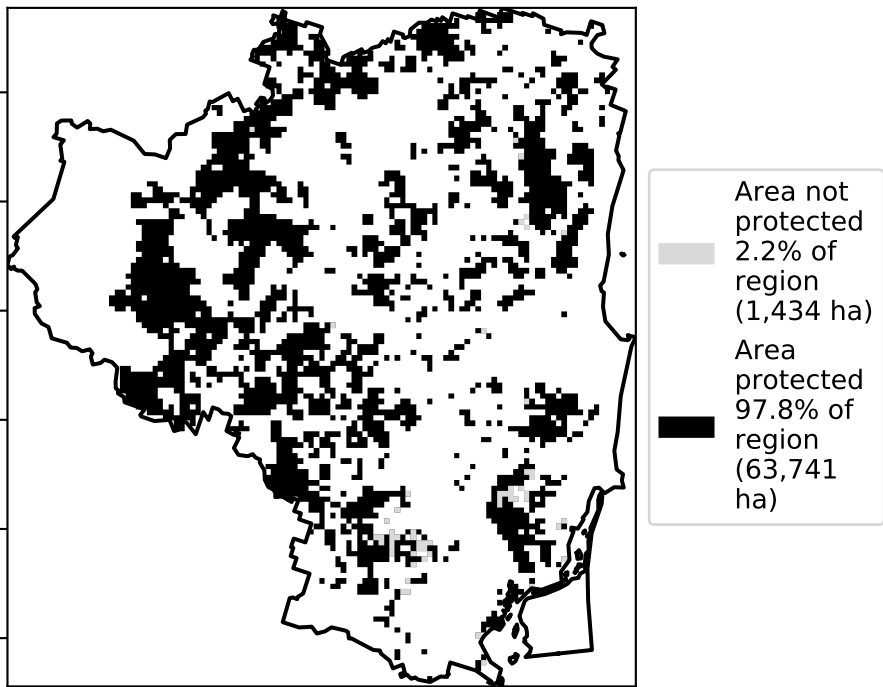 Area not
protected
2.2% of
region
(1,434 ha)
Area
protected
97.8% of
region
(63,741
ha)